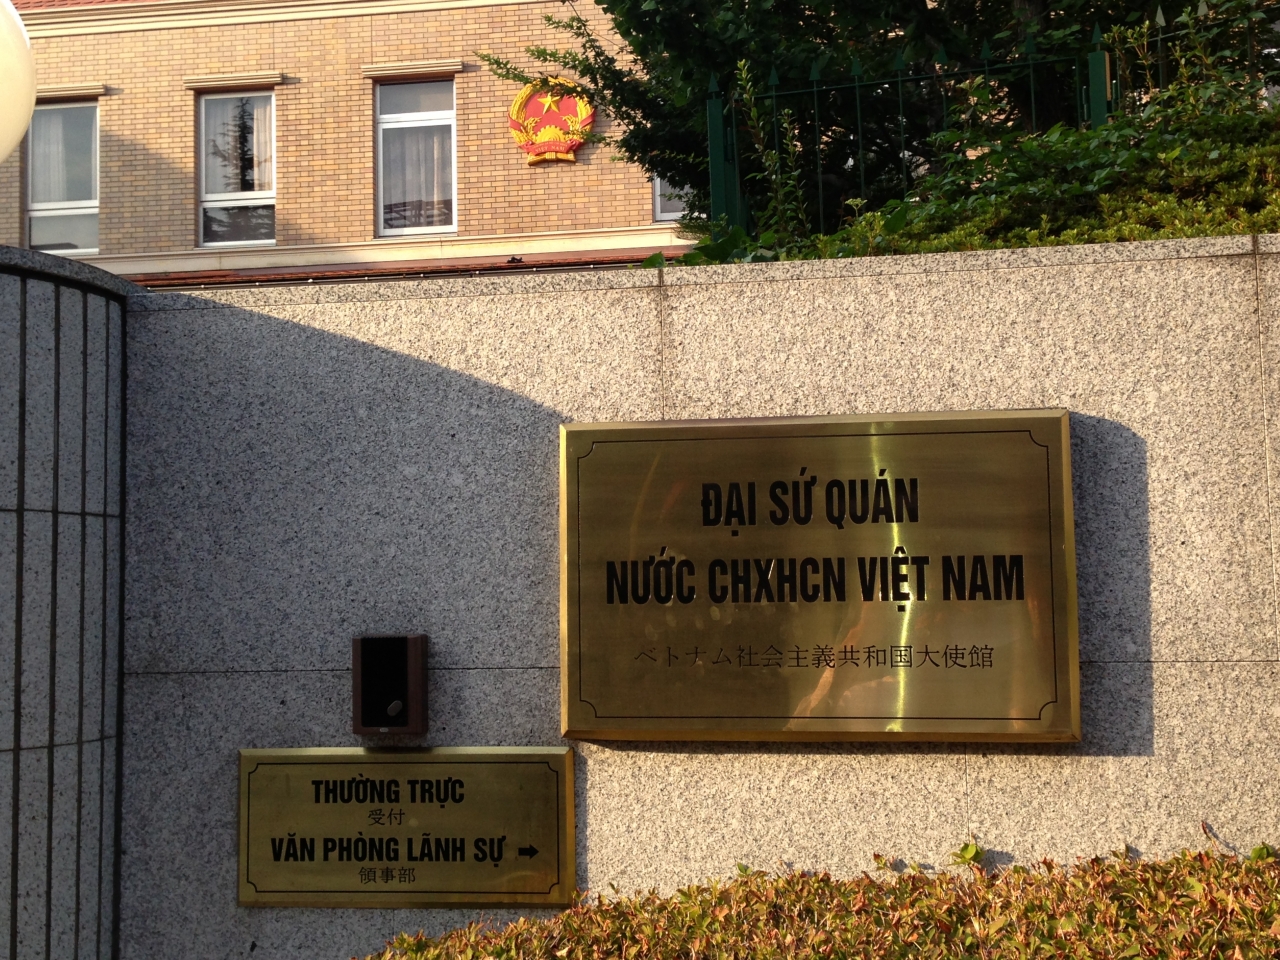 ĐẠI SỨ QUÁN
NƯỚC CHXHCN VIỆT NAM
ベトナム社会主義共和国大使館
THƯỜNG TRỰC
受付
VĂN PHÒNG LÃNH SỰ ➡
領事部